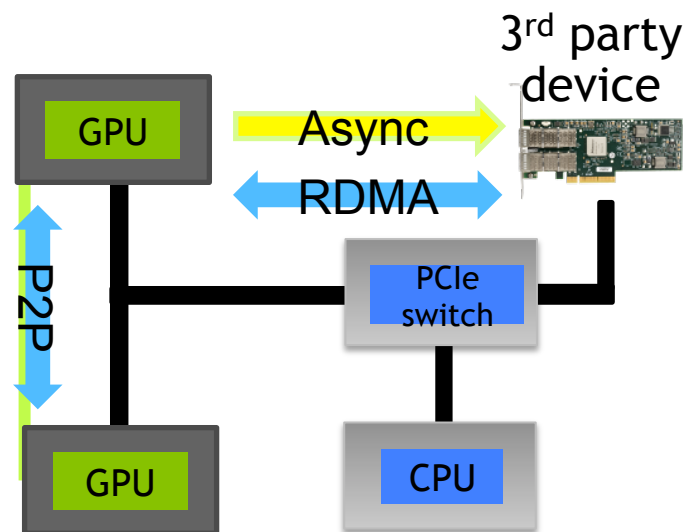 3rd party
device
GPU
Async
RDMA
P2P
PCIe
switch
GPU
CPU